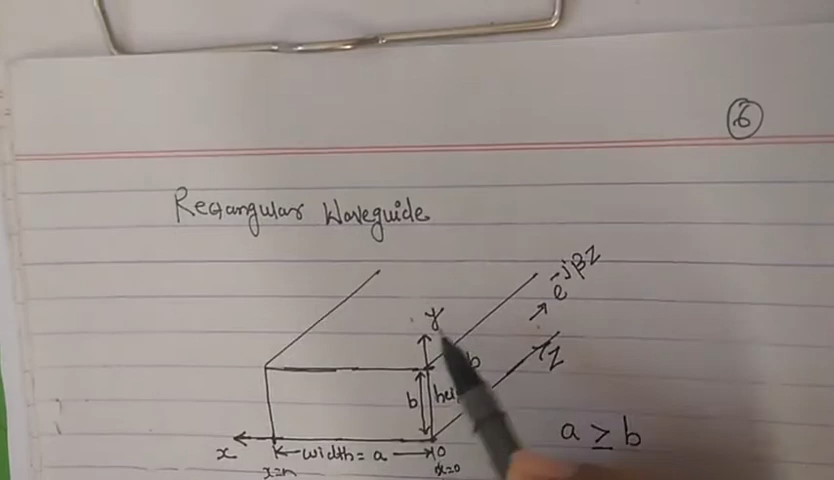 6
Rectangular Waveguide
e^-jβz
y
z
b
b
x
width = a
0
x=0
a ≥ b